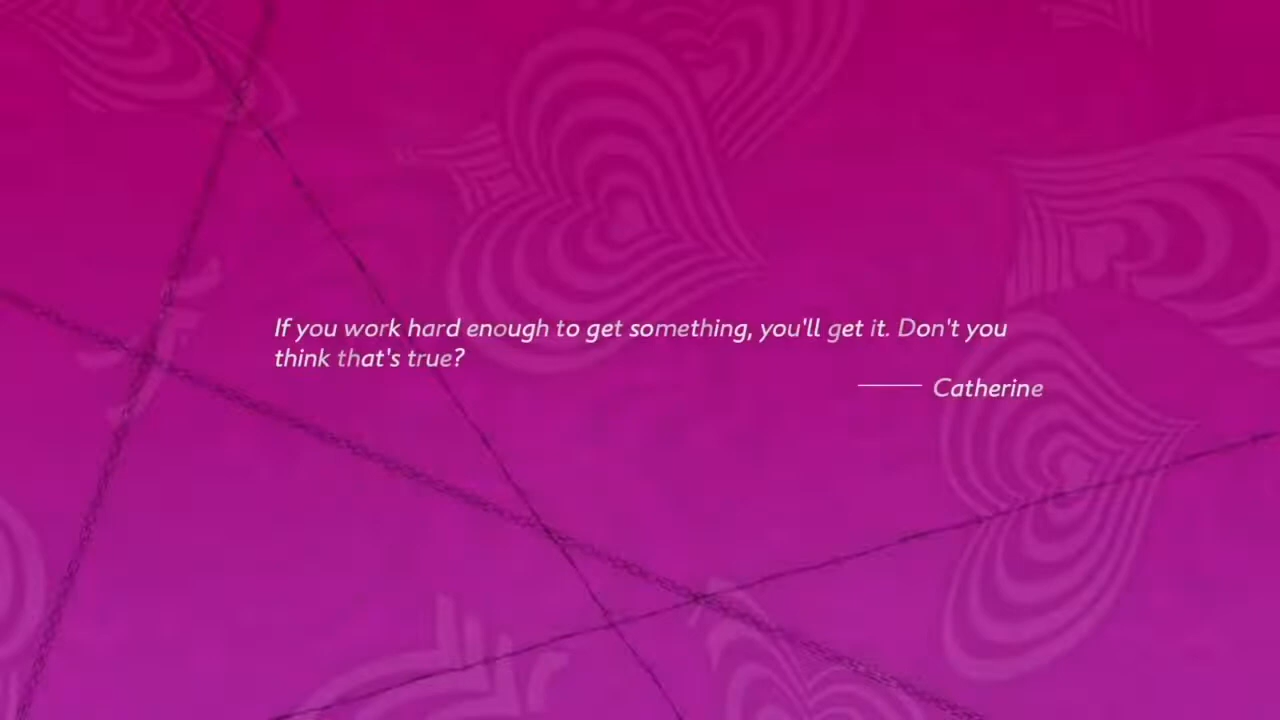 If you work hard enough to get something, you'll get it. Don't you
think that's true?
Catherine